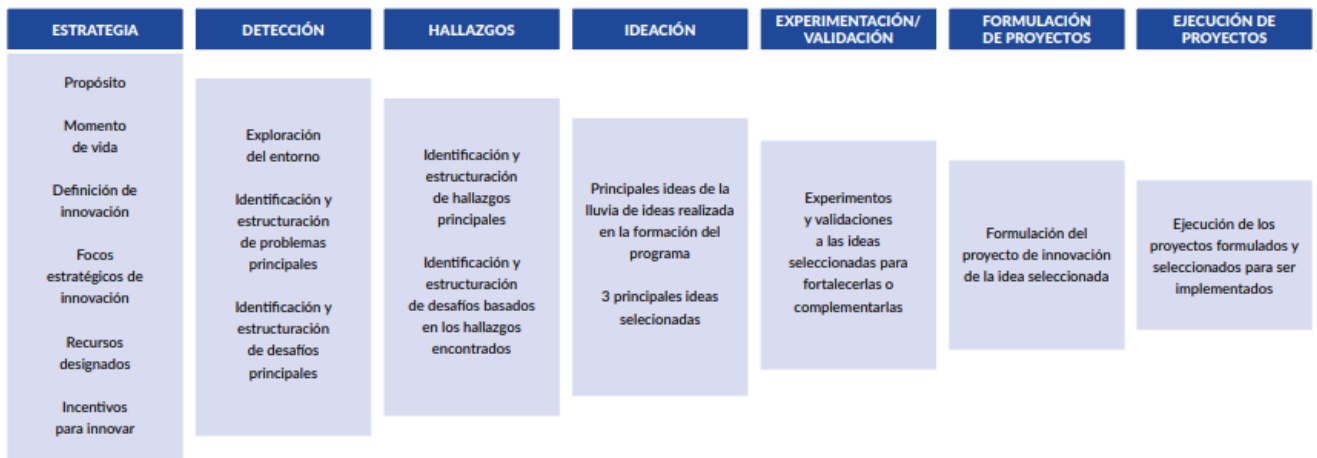 ESTRATEGIA
Propósito
Momento
de vida
Definición de
innovación
Focos
estratégicos de
innovación
Recursos
designados
Incentivos
para innovar
DETECCIÓN
Exploración
del entorno
Identificación y
estructuración
de problemas
principales
Identificación y
estructuración
de desafíos
principales
HALLAZGOS
Identificación y
estructuración
de hallazgos
principales
Identificación y
estructuración
de desafíos basados
en los hallazgos
encontrados
IDEACIÓN
Principales ideas de la
lluvia de ideas realizada
en la formación del
programa
3 principales ideas
selecionadas
EXPERIMENTACIÓN/
VALIDACIÓN
Experimentos
y validaciones
a las ideas
seleccionadas para
fortalecerlas o
complementarlas
FORMULACIÓN
DE PROYECTOS
Formulación del
proyecto de innovación
de la idea seleccionada
EJECUCIÓN DE
PROYECTOS
Ejecución de los
proyectos formulados y
seleccionados para ser
implementados